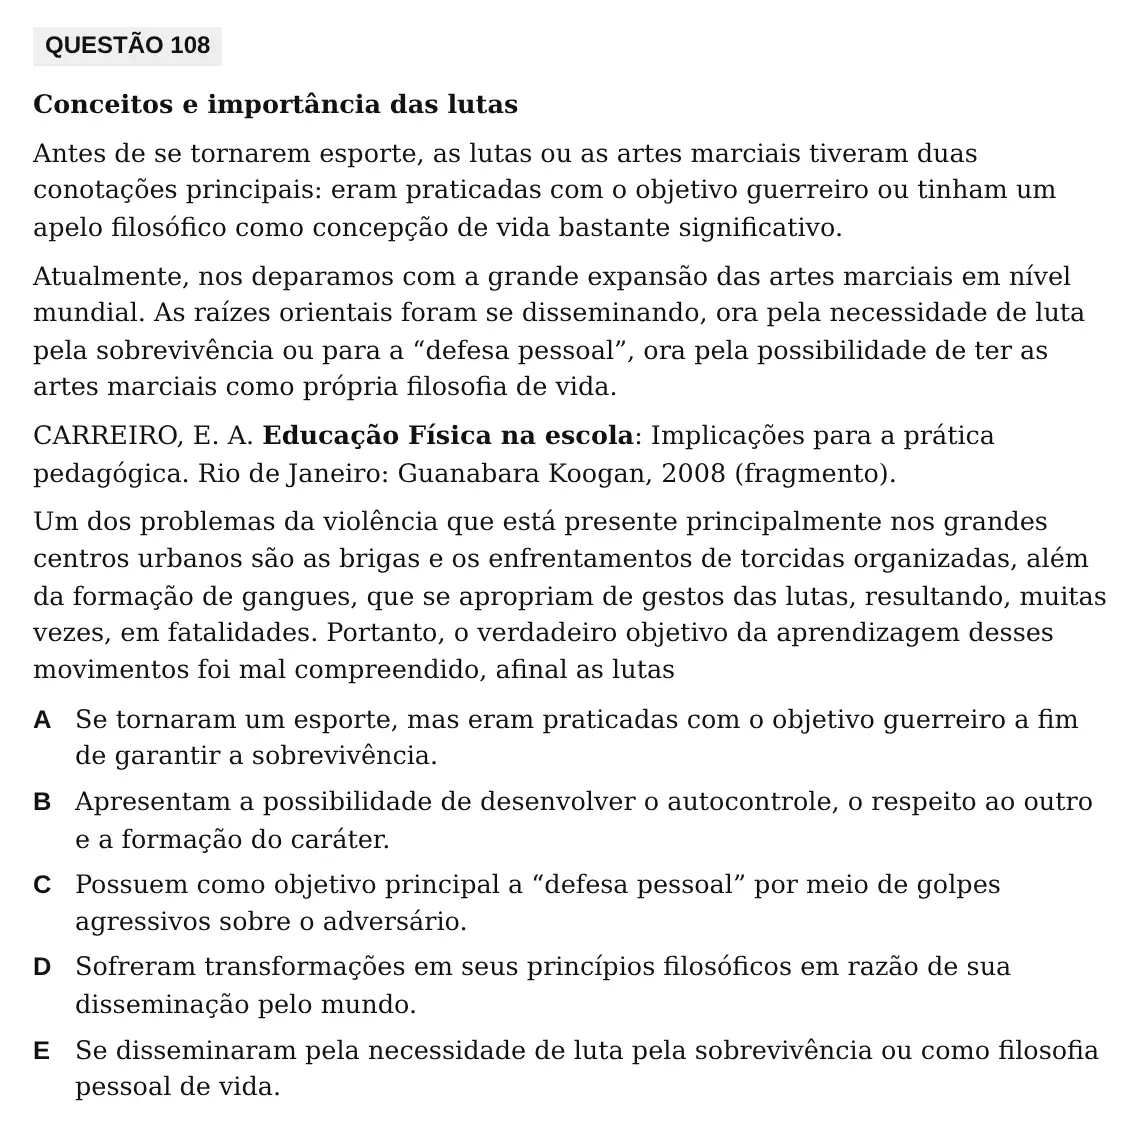 QUESTÃO 108
Conceitos e importância das lutas
Antes de se tornarem esporte, as lutas ou as artes marciais tiveram duas
conotações principais: eram praticadas com o objetivo guerreiro ou tinham um
apelo filosófico como concepção de vida bastante significativo.
Atualmente, nos deparamos com a grande expansão das artes marciais em nível
mundial. As raízes orientais foram se disseminando, ora pela necessidade de luta
pela sobrevivência ou para a “defesa pessoal”, ora pela possibilidade de ter as
artes marciais como própria filosofia de vida.
CARREIRO, E. A. Educação Física na escola: Implicações para a prática
pedagógica. Rio de Janeiro: Guanabara Koogan, 2008 (fragmento).
Um dos problemas da violência que está presente principalmente nos grandes
centros urbanos são as brigas e os enfrentamentos de torcidas organizadas, além
da formação de gangues, que se apropriam de gestos das lutas, resultando, muitas
vezes, em fatalidades. Portanto, o verdadeiro objetivo da aprendizagem desses
movimentos foi mal compreendido, afinal as lutas
A Se tornaram um esporte, mas eram praticadas com o objetivo guerreiro a fim
de garantir a sobrevivência.
B Apresentam a possibilidade de desenvolver o autocontrole, o respeito ao outro
e a formação do caráter.
C Possuem como objetivo principal a “defesa pessoal” por meio de golpes
agressivos sobre o adversário.
D Sofreram transformações em seus princípios filosóficos em razão de sua
disseminação pelo mundo.
E Se disseminaram pela necessidade de luta pela sobrevivência ou como filosofia
pessoal de vida.